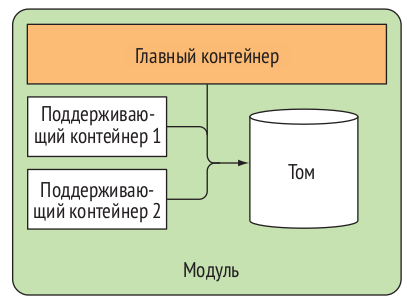 Главный контейнер
Поддерживаю-
щий контейнер 1
Поддерживаю-
щий контейнер 2
Том
Модуль